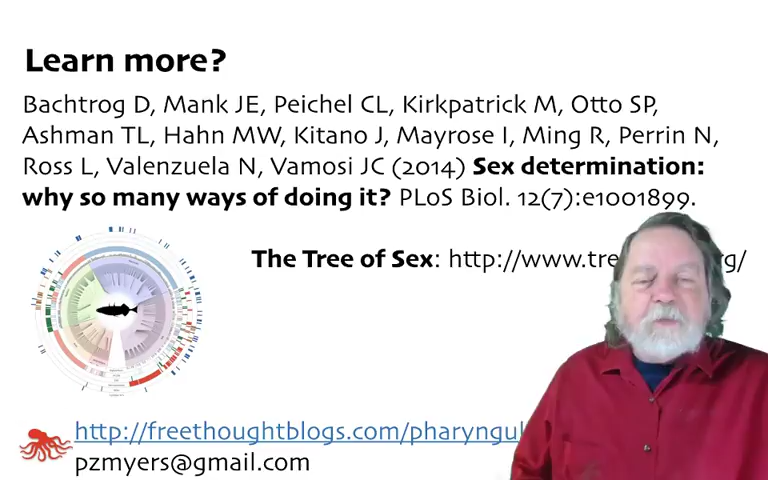 Learn more?
Bachtrog D, Mank JE, Peichel CL, Kirkpatrick M, Otto SP,
Ashman TL, Hahn MW, Kitano J, Mayrose I, Ming R, Perrin N,
Ross L, Valenzuela N, Vamosi JC (2014) Sex determination:
why so many ways of doing it? PLoS Biol. 12(7):e1001899.
The Tree of Sex: http://www.tre rg/
http://freethoughtblogs.com/pharyngul
pzmyers@gmail.com